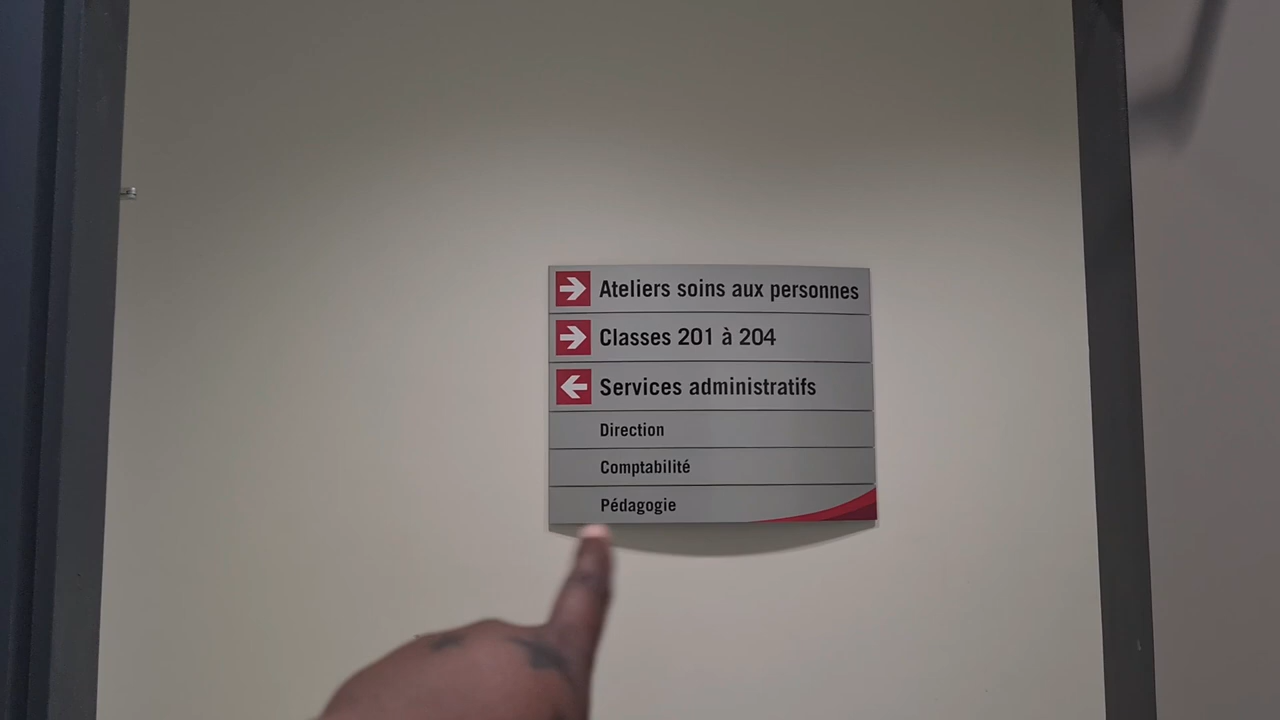 Ateliers soins aux personnes
Classes 201 à 204
Services administratifs
Direction
Comptabilité
Pédagogie